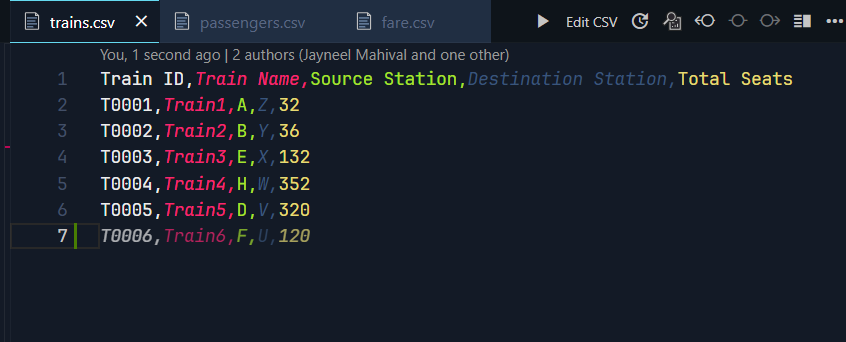 trains.csv passengers.csv fare.csv Edit CSV
You, 1 second ago | 2 authors (Jayneel Mahival and one other)
1 Train ID,Train Name,Source Station,Destination Station,Total Seats
2 T0001,Train1,A,Z,32
3 T0002,Train2,B,Y,36
4 T0003,Train3,E,X,132
5 T0004,Train4,H,W,352
6 T0005,Train5,D,V,320
7 T0006,Train6,F,U,120